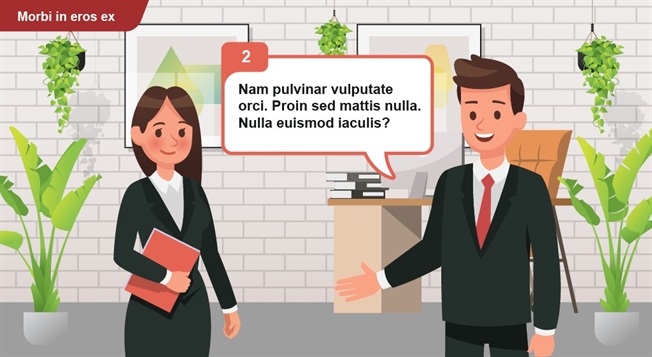 Morbi in eros ex
2
Nam pulvinar vulputate
orci. Proin sed mattis nulla.
Nulla euismod iaculis?